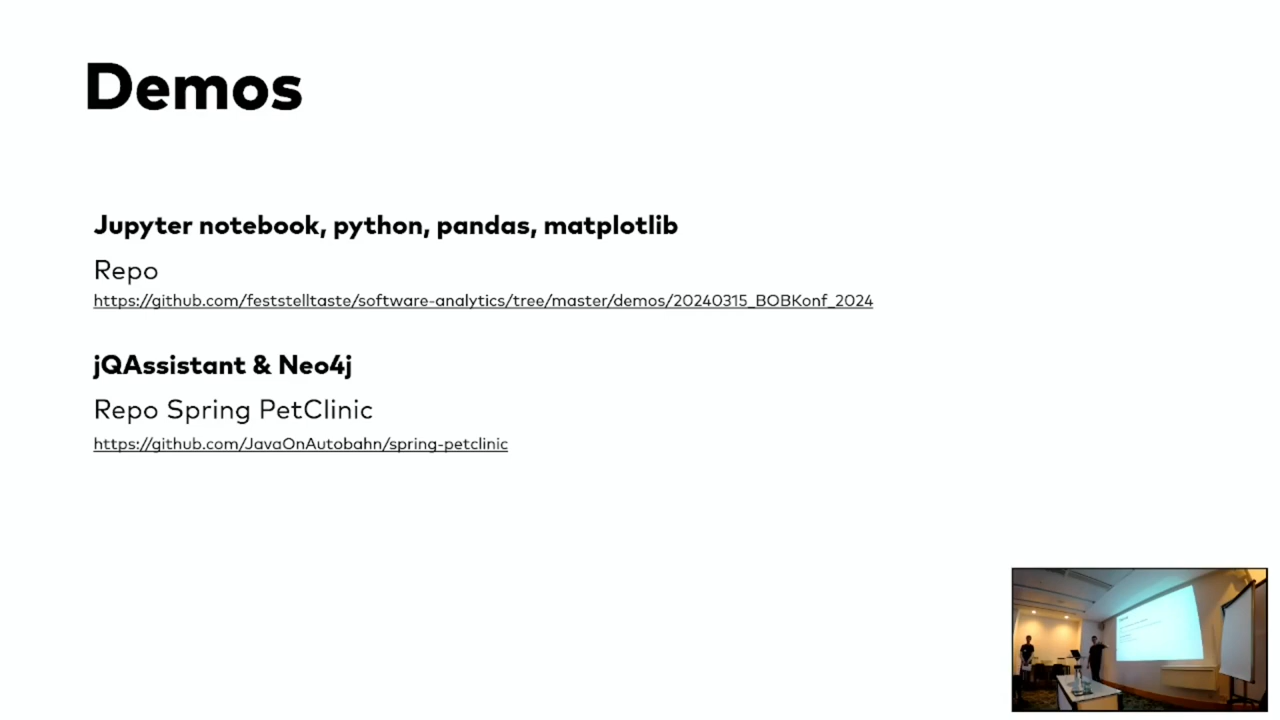 Demos
Jupyter notebook, python, pandas, matplotlib
Repo
https://github.com/feststelltaste/software-analytics/tree/master/demos/20240315_BOBKonf_2024
jQAssistant & Neo4j
Repo Spring PetClinic
https://github.com/JavaOnAutobahn/spring-petclinic